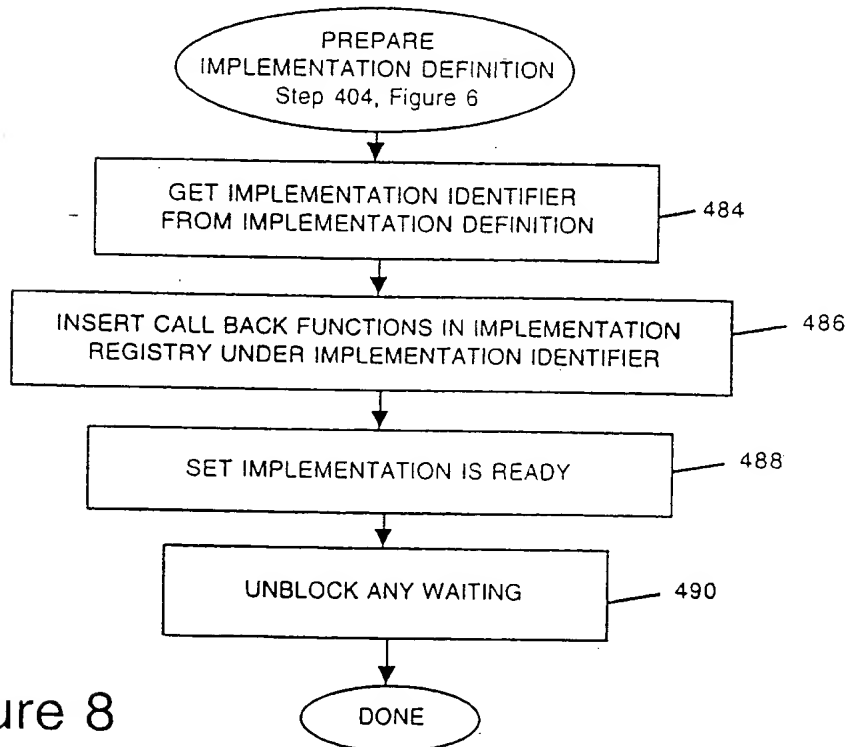 PREPARE
IMPLEMENTATION DEFINITION
Step 404, Figure 6
GET IMPLEMENTATION IDENTIFIER
FROM IMPLEMENTATION DEFINITION
484
INSERT CALL BACK FUNCTIONS IN IMPLEMENTATION
REGISTRY UNDER IMPLEMENTATION IDENTIFIER
486
SET IMPLEMENTATION IS READY
488
UNBLOCK ANY WAITING
490
DONE
ure 8